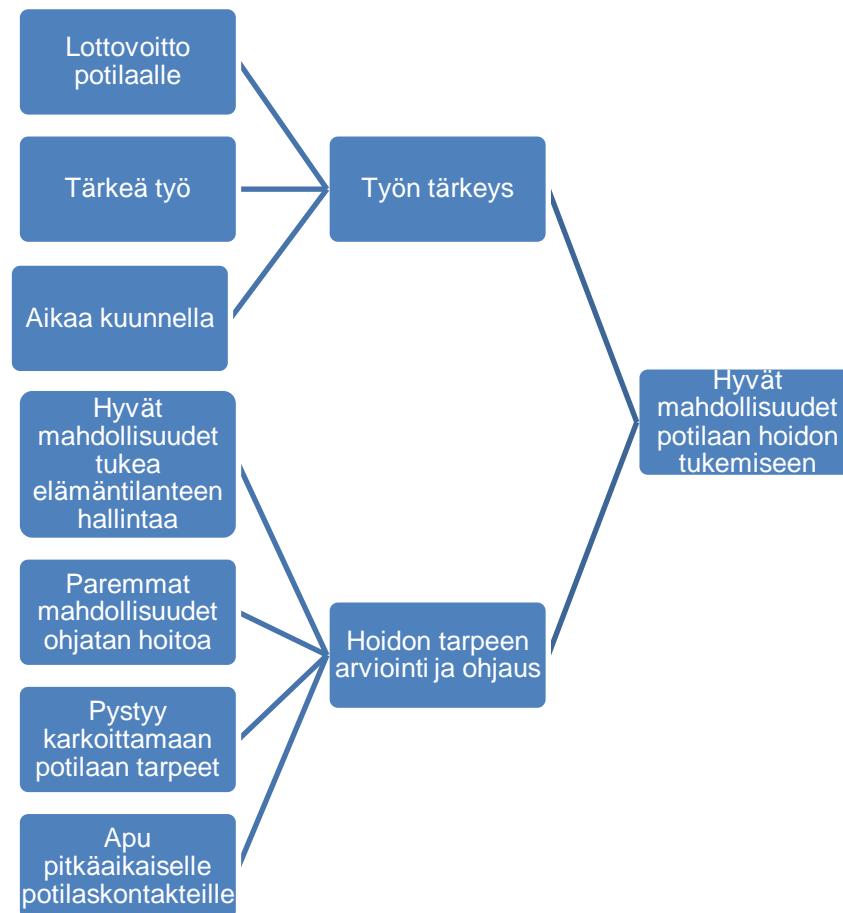 Lottovoitto
potilaalle
Tärkeä työ
Aikaa kuunnella
Hyvät
mahdollisuudet
tukea
elämäntilanteen
hallintaa
Paremmat
mahdollisuudet
ohjatan hoitoa
Pystyy
karkoittamaan
potilaan tarpeet
Apu
pitkäaikaiselle
potilaskontakteille
Työn tärkeys
Hoidon tarpeen
arviointi ja ohjaus
Hyvät
mahdollisuudet
potilaan hoidon
tukemiseen